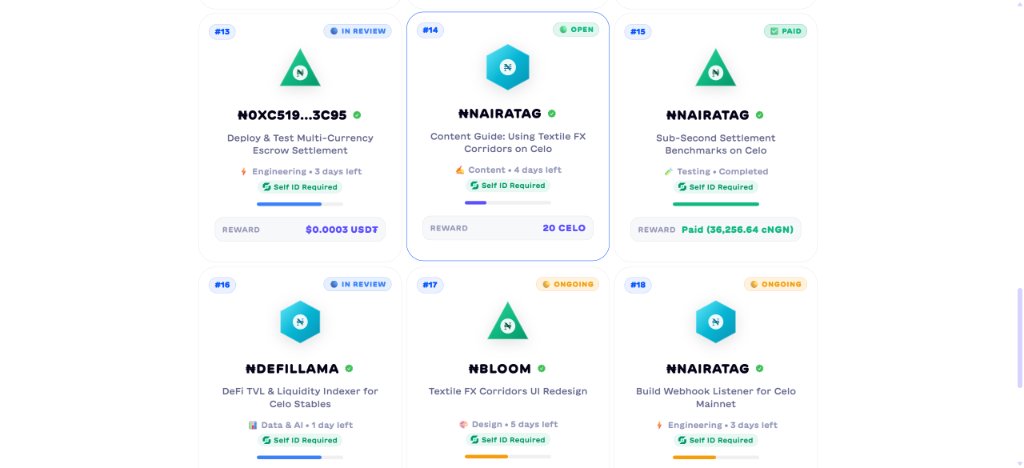 #13
IN REVIEW
₦
₦0XC519...3C95
Deploy & Test Multi-Currency
Escrow Settlement
Engineering • 3 days left
Self ID Required
REWARD $0.0003 USD₮
#14
OPEN
₦
₦NAIRATAG
Content Guide: Using Textile FX
Corridors on Celo
Content • 4 days left
Self ID Required
REWARD 20 CELO
#15
PAID
₦
₦NAIRATAG
Sub-Second Settlement
Benchmarks on Celo
Testing • Completed
Self ID Required
REWARD Paid (36,256.64 cNGN)
#16
IN REVIEW
₦
₦DEFILLAMA
DeFi TVL & Liquidity Indexer for
Celo Stables
Data & AI • 1 day left
Self ID Required
#17
ONGOING
₦
₦BLOOM
Textile FX Corridors UI Redesign
Design • 5 days left
Self ID Required
#18
ONGOING
₦
₦NAIRATAG
Build Webhook Listener for Celo
Mainnet
Engineering • 3 days left
Self ID Required